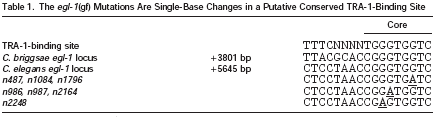 Table 1. The egl-1(gf) Mutations Are Single-Base Changes in a Putative Conserved TRA-1-Binding Site
Core
TRA-1-binding site TTTCNNNNTGGGTGGTC
C. briggsae egl-1 locus +3801 bp TTACGCACCGGGTGGTC
C. elegans egl-1 locus +5645 bp CTCCTAACCGGGTGGTC
n487, n1084, n1796 CTCCTAACCGGGTGATC
n986, n987, n2164 CTCCTAACCGGATGGTC
n2248 CTCCTAACCGAGTGGTC